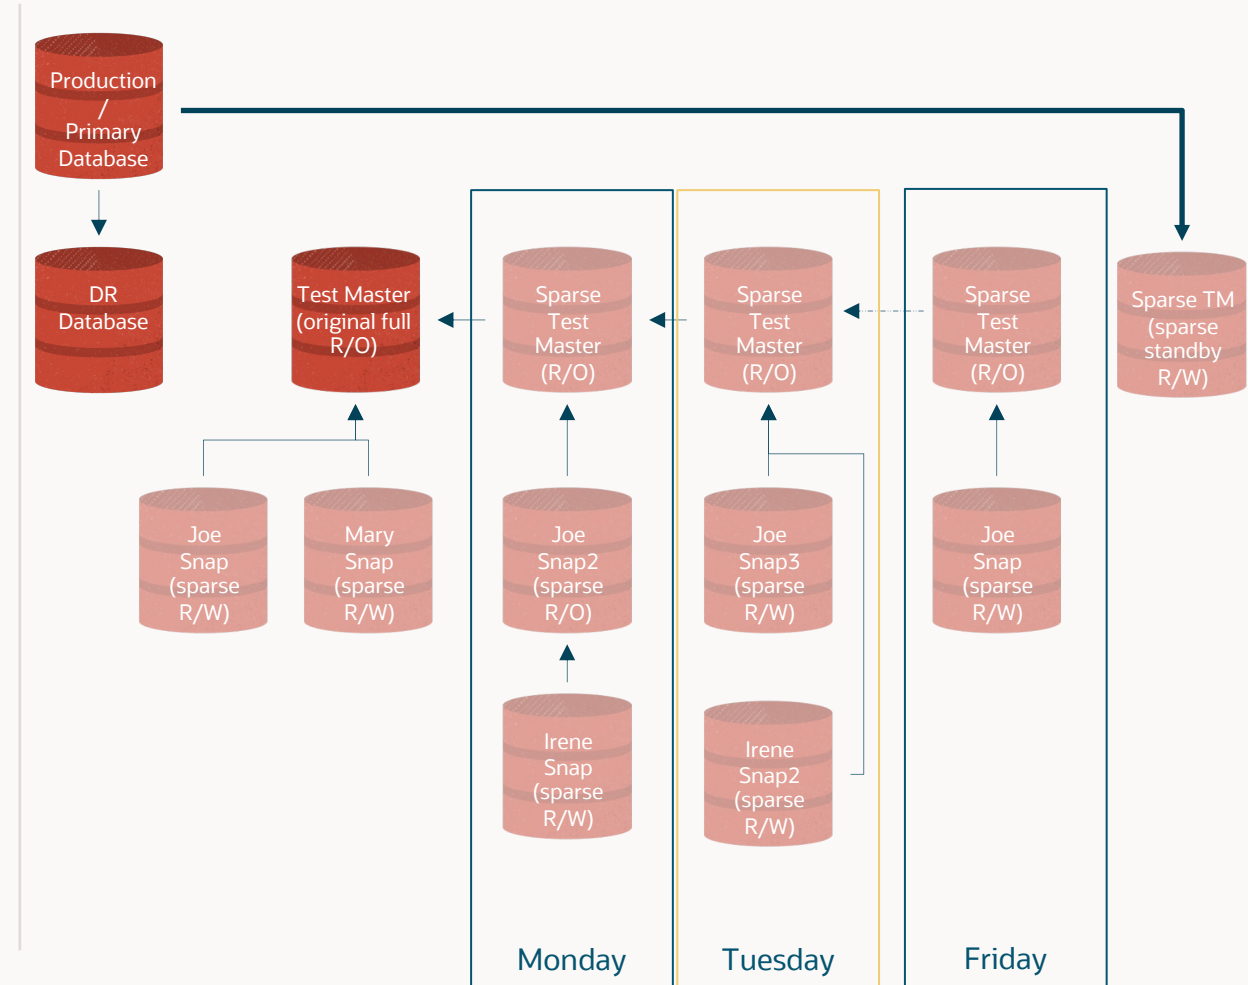 Production
/
Primary
Database
DR
Database
Test Master
(original full
R/O)
Sparse
Test
Master
(R/O)
Sparse
Test
Master
(R/O)
Sparse
Test
Master
(R/O)
Sparse TM
(sparse
standby
R/W)
Joe
Snap
(sparse
R/W)
Mary
Snap
(sparse
R/W)
Joe
Snap2
(sparse
R/O)
Joe
Snap3
(sparse
R/W)
Joe
Snap
(sparse
R/W)
Irene
Snap
(sparse
R/W)
Irene
Snap2
(sparse
R/W)
Monday
Tuesday
Friday